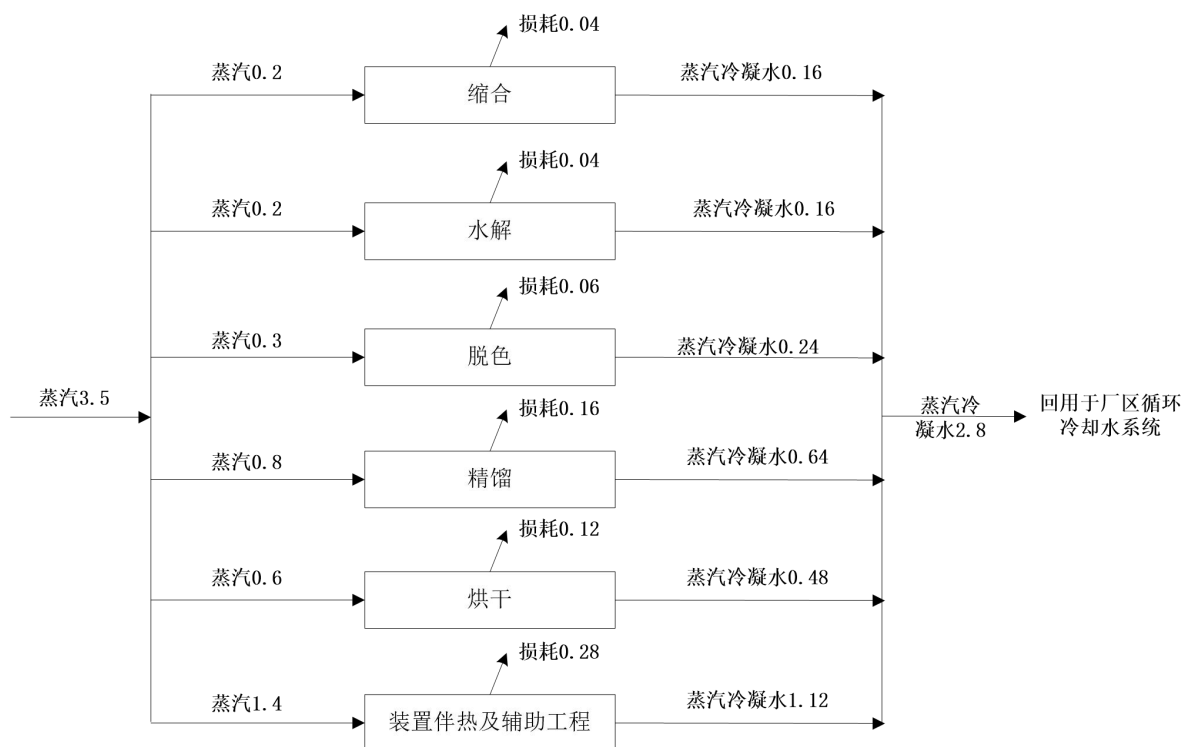 损耗0.04
蒸汽0.2
缩合
蒸汽冷凝水0.16
损耗0.04
蒸汽0.2
水解
蒸汽冷凝水0.16
损耗0.06
蒸汽0.3
脱色
蒸汽冷凝水0.24
蒸汽3.5
损耗0.16
蒸汽0.8
精馏
蒸汽冷凝水0.64
蒸汽冷
凝水2.8
回用于厂区循环
冷却水系统
损耗0.12
蒸汽0.6
烘干
蒸汽冷凝水0.48
损耗0.28
蒸汽1.4
装置伴热及辅助工程
蒸汽冷凝水1.12